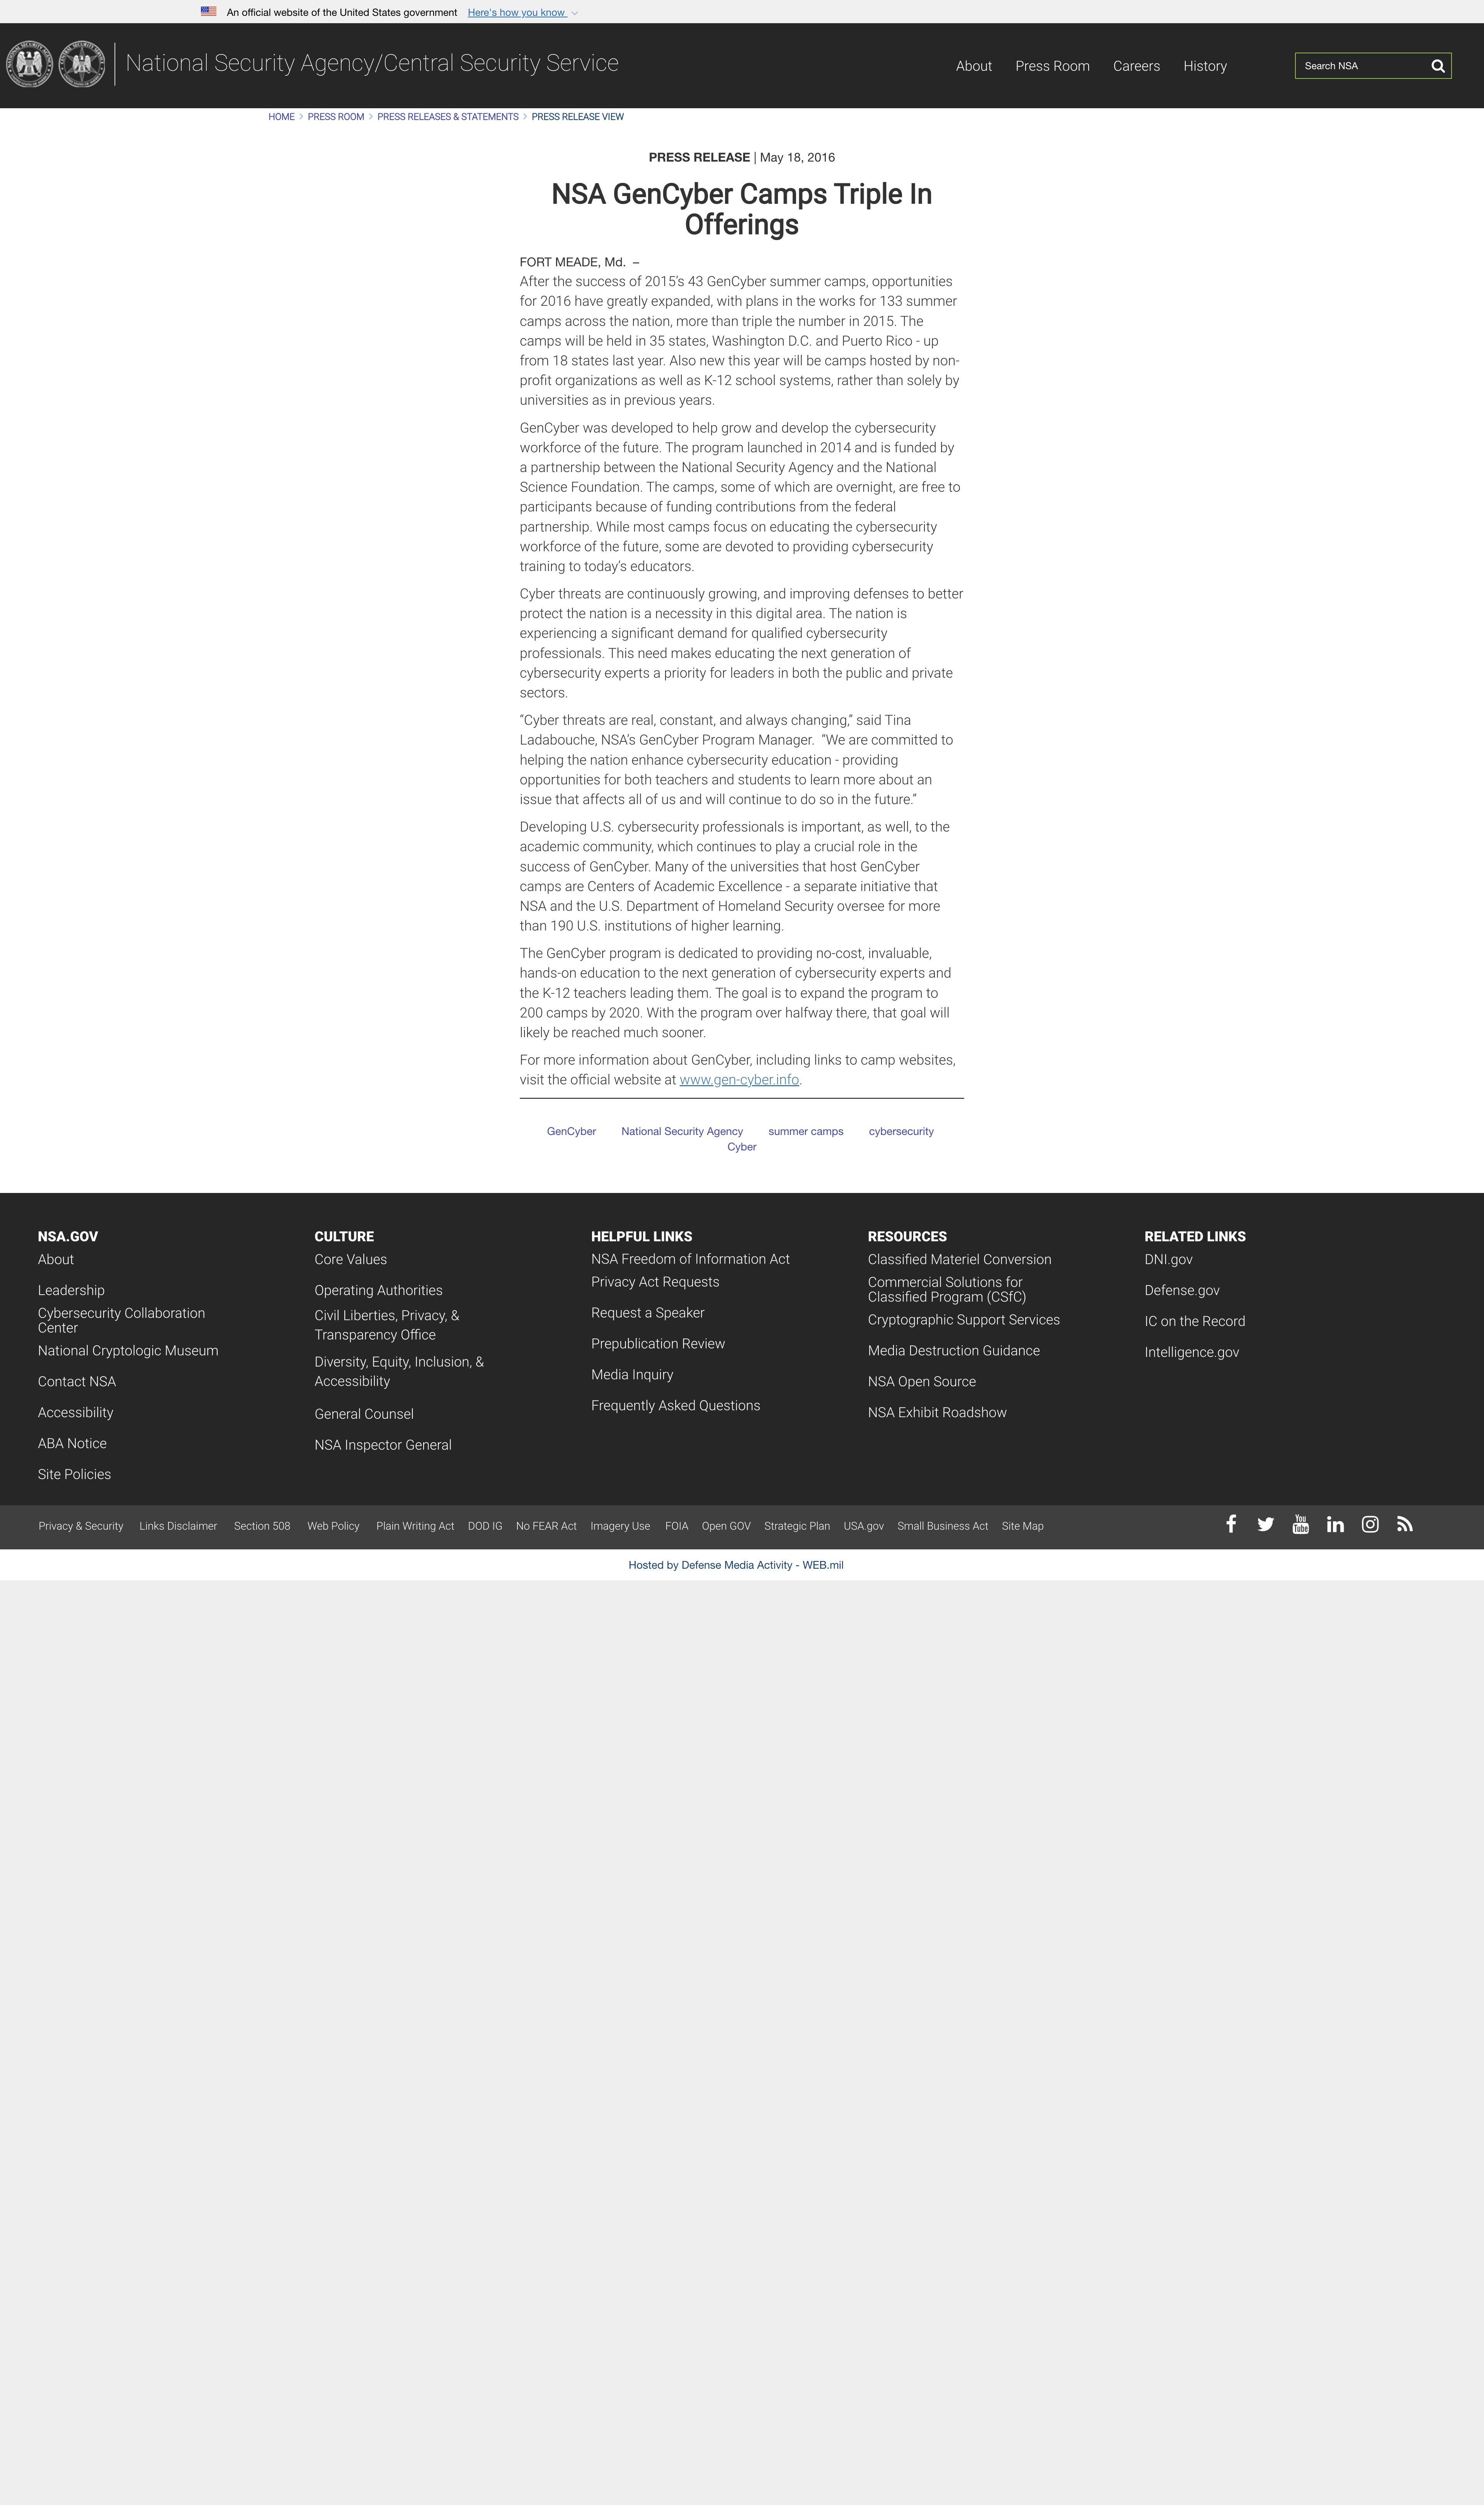 An official website of the United States government Here's how you know
National Security Agency/Central Security Service
About Press Room Careers History
Search NSA
HOME > PRESS ROOM > PRESS RELEASES & STATEMENTS > PRESS RELEASE VIEW
PRESS RELEASE | May 18, 2016
NSA GenCyber Camps Triple In
Offerings
FORT MEADE, Md. –
After the success of 2015's 43 GenCyber summer camps, opportunities
for 2016 have greatly expanded, with plans in the works for 133 summer
camps across the nation, more than triple the number in 2015. The
camps will be held in 35 states, Washington D.C. and Puerto Rico - up
from 18 states last year. Also new this year will be camps hosted by non-
profit organizations as well as K-12 school systems, rather than solely by
universities as in previous years.
GenCyber was developed to help grow and develop the cybersecurity
workforce of the future. The program launched in 2014 and is funded by
a partnership between the National Security Agency and the National
Science Foundation. The camps, some of which are overnight, are free to
participants because of funding contributions from the federal
partnership. While most camps focus on educating the cybersecurity
workforce of the future, some are devoted to providing cybersecurity
training to today's educators.
Cyber threats are continuously growing, and improving defenses to better
protect the nation is a necessity in this digital area. The nation is
experiencing a significant demand for qualified cybersecurity
professionals. This need makes educating the next generation of
cybersecurity experts a priority for leaders in both the public and private
sectors.
"Cyber threats are real, constant, and always changing," said Tina
Ladabouche, NSA's GenCyber Program Manager. "We are committed to
helping the nation enhance cybersecurity education - providing
opportunities for both teachers and students to learn more about an
issue that affects all of us and will continue to do so in the future."
Developing U.S. cybersecurity professionals is important, as well, to the
academic community, which continues to play a crucial role in the
success of GenCyber. Many of the universities that host GenCyber
camps are Centers of Academic Excellence - a separate initiative that
NSA and the U.S. Department of Homeland Security oversee for more
than 190 U.S. institutions of higher learning.
The GenCyber program is dedicated to providing no-cost, invaluable,
hands-on education to the next generation of cybersecurity experts and
the K-12 teachers leading them. The goal is to expand the program to
200 camps by 2020. With the program over halfway there, that goal will
likely be reached much sooner.
For more information about GenCyber, including links to camp websites,
visit the official website at www.gen-cyber.info.
GenCyber National Security Agency summer camps cybersecurity
Cyber
NSA.GOV
About
Leadership
Cybersecurity Collaboration
Center
National Cryptologic Museum
Contact NSA
Accessibility
ABA Notice
Site Policies
CULTURE
Core Values
Operating Authorities
Civil Liberties, Privacy, &
Transparency Office
Diversity, Equity, Inclusion, &
Accessibility
General Counsel
NSA Inspector General
HELPFUL LINKS
NSA Freedom of Information Act
Privacy Act Requests
Request a Speaker
Prepublication Review
Media Inquiry
Frequently Asked Questions
RESOURCES
Classified Materiel Conversion
Commercial Solutions for
Classified Program (CSfC)
Cryptographic Support Services
Media Destruction Guidance
NSA Open Source
NSA Exhibit Roadshow
RELATED LINKS
DNI.gov
Defense.gov
IC on the Record
Intelligence.gov
Privacy & Security Links Disclaimer Section 508 Web Policy Plain Writing Act DOD IG No FEAR Act Imagery Use FOIA Open GOV Strategic Plan USA.gov Small Business Act Site Map
You
Tube
Hosted by Defense Media Activity - WEB.mil